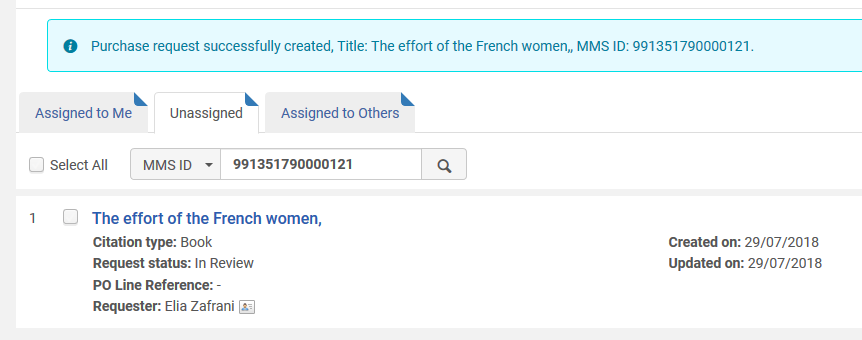 Purchase request successfully created, Title: The effort of the French women,, MMS ID: 991351790000121.
Assigned to Me Unassigned Assigned to Others
Select All MMS ID 991351790000121
1 The effort of the French women,
Citation type: Book Created on: 29/07/2018
Request status: In Review Updated on: 29/07/2018
PO Line Reference: -
Requester: Elia Zafrani